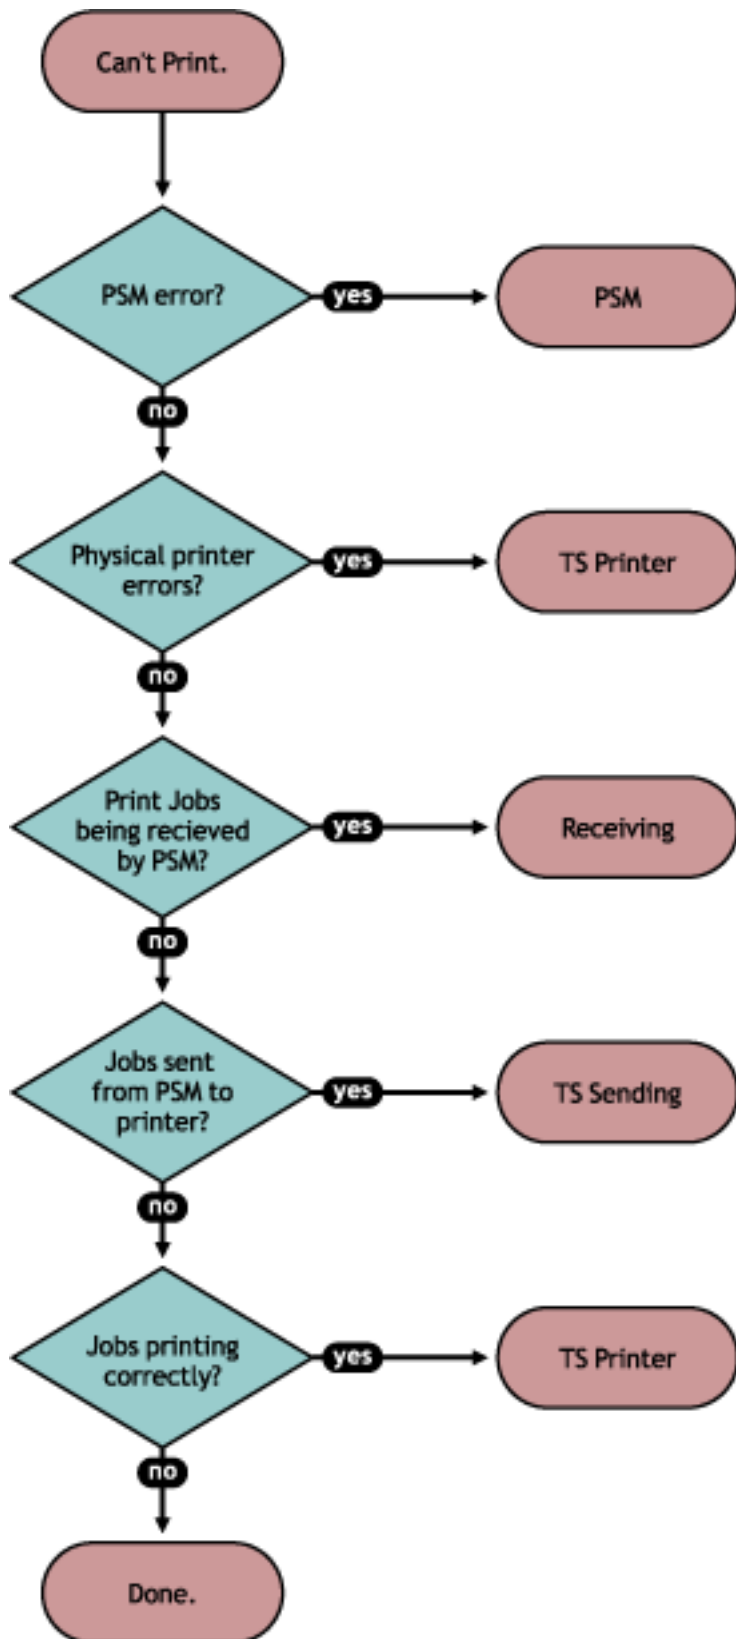 Can't Print.
PSM error?
yes
PSM
no
Physical printer
errors?
yes
TS Printer
no
Print Jobs
being recieved
by PSM?
yes
Receiving
no
Jobs sent
from PSM to
printer?
yes
TS Sending
no
Jobs printing
correctly?
yes
TS Printer
no
Done.